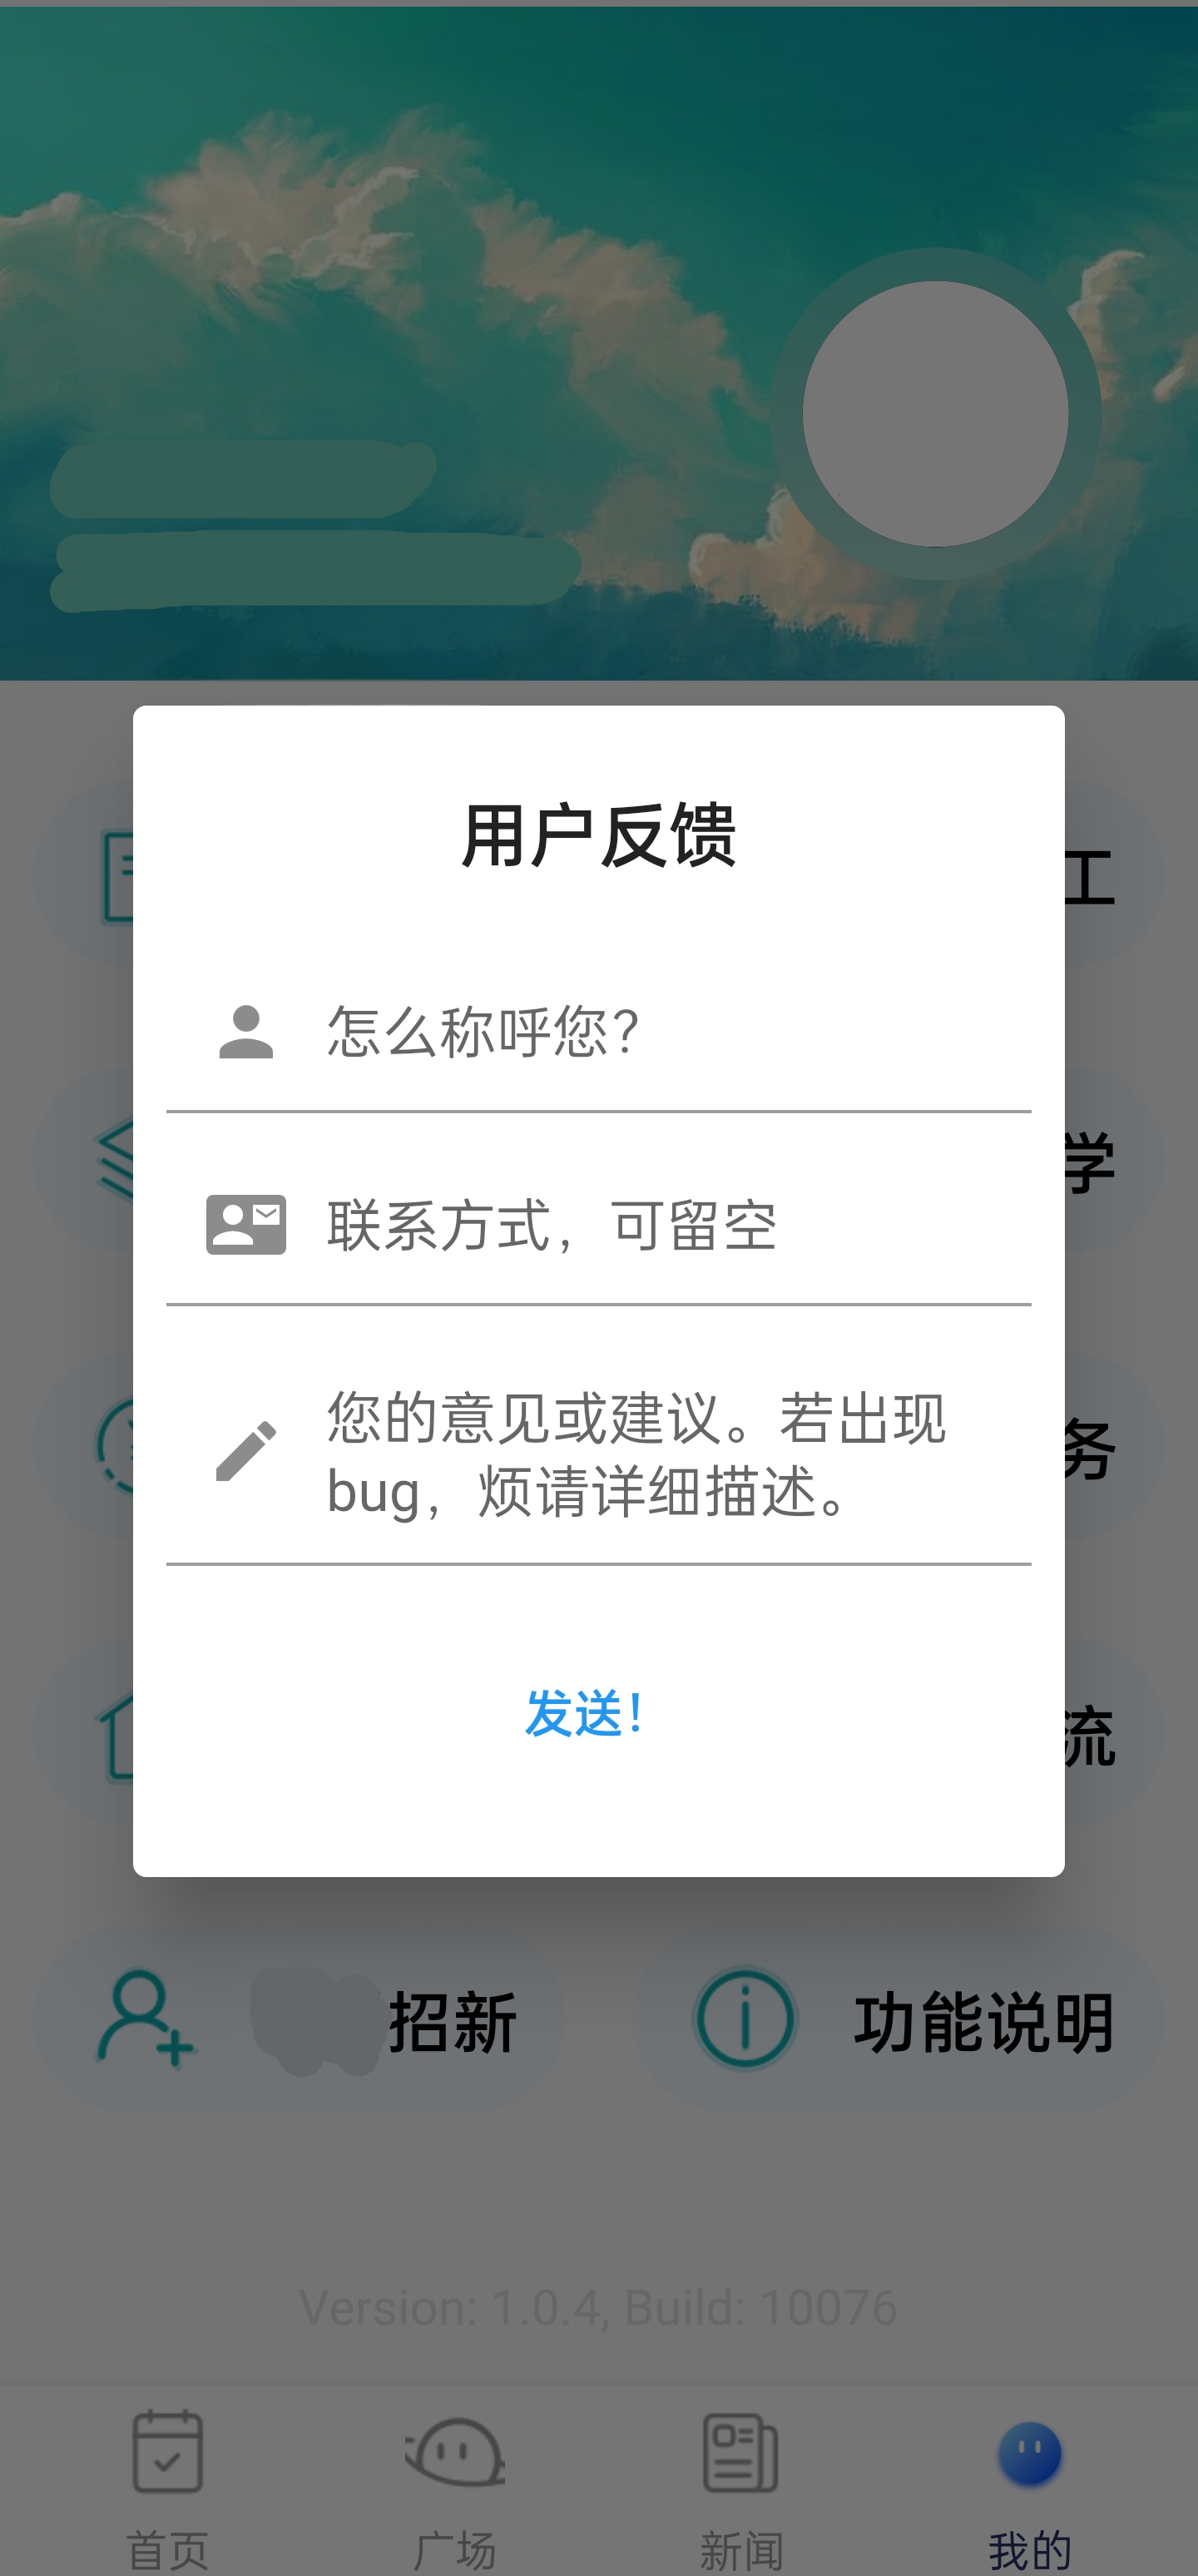 用户反馈
工
怎么称呼您？
学
联系方式，可留空
您的意见或建议。若出现
bug，烦请详细描述。
务
发送！
流
招新
功能说明
Version: 1.0.4, Build: 10076
首页
广场
新闻
我的